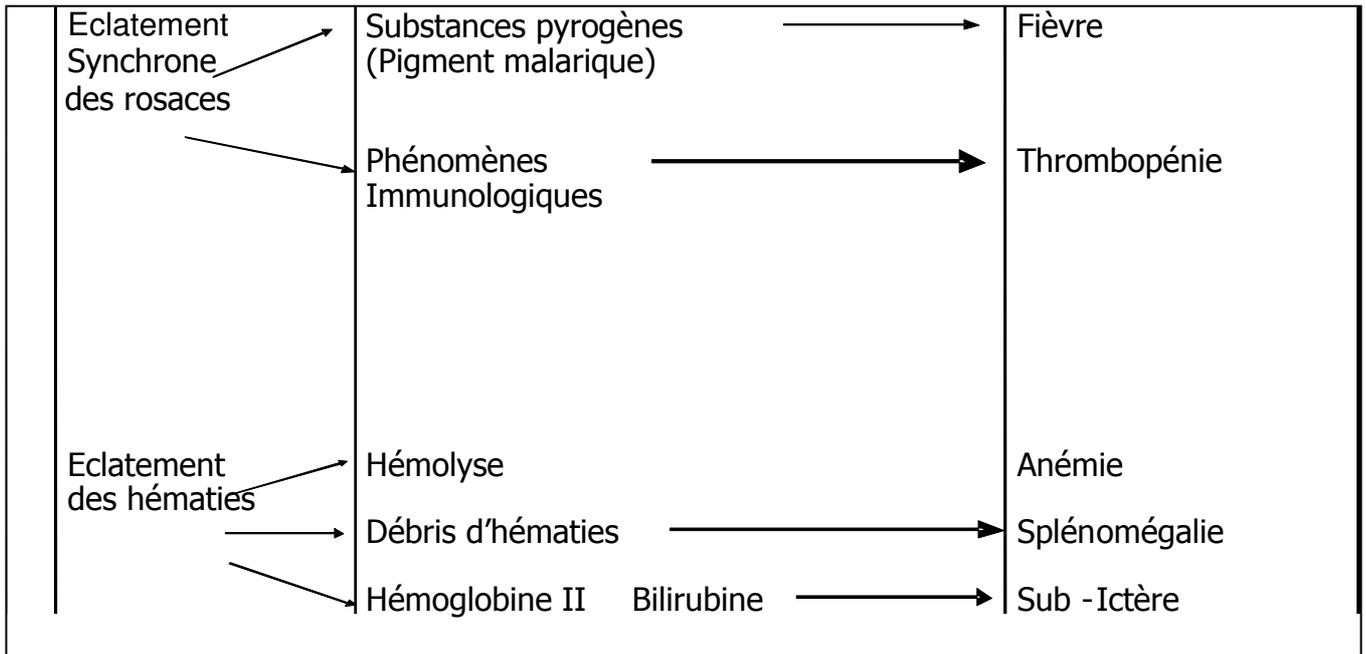 Eclatement
Synchrone
des rosaces
Substances pyrogènes
(Pigment malarique)
Fièvre
Phénomènes
Immunologiques
Thrombopénie
Eclatement
des hématies
Hémolyse
Anémie
Débris d’hématies
Splénomégalie
Hémoglobine II Bilirubine
Sub -Ictère